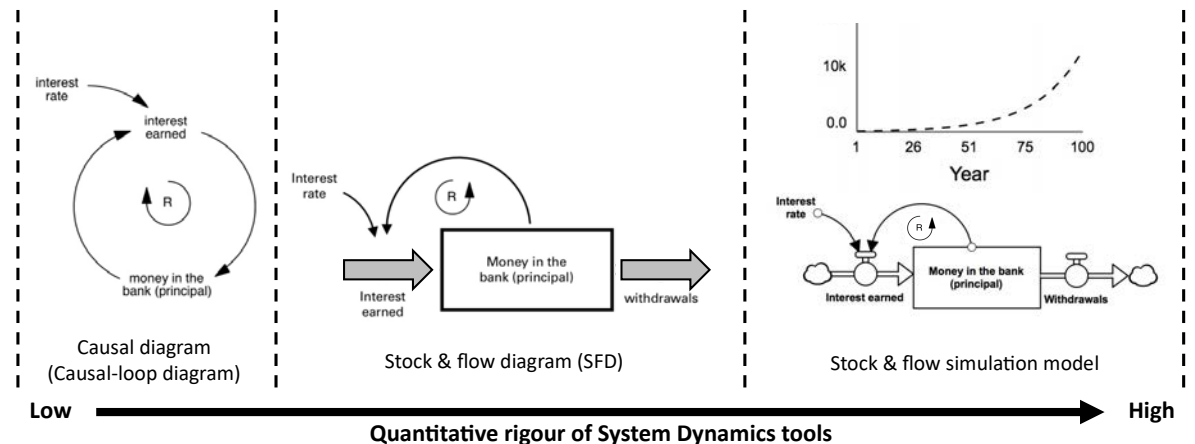 interest
rate
interest
earned
R
money in the
bank (principal)
Causal diagram
(Causal-loop diagram)
Interest
rate
R
Money in the
bank (principal)
Interest
earned
withdrawals
Stock & flow diagram (SFD)
10k
0.0
1 26 51 75 100
Year
Interest
rate
R
Money in the bank
(principal)
Interest earned
Withdrawals
Stock & flow simulation model
Low
High
Quantitative rigour of System Dynamics tools